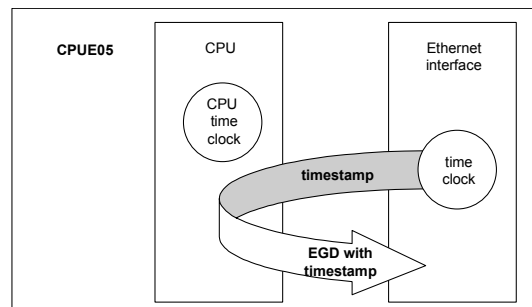 CPUE05
CPU
Ethernet
interface
CPU
time
clock
time
clock
timestamp
EGD with
timestamp